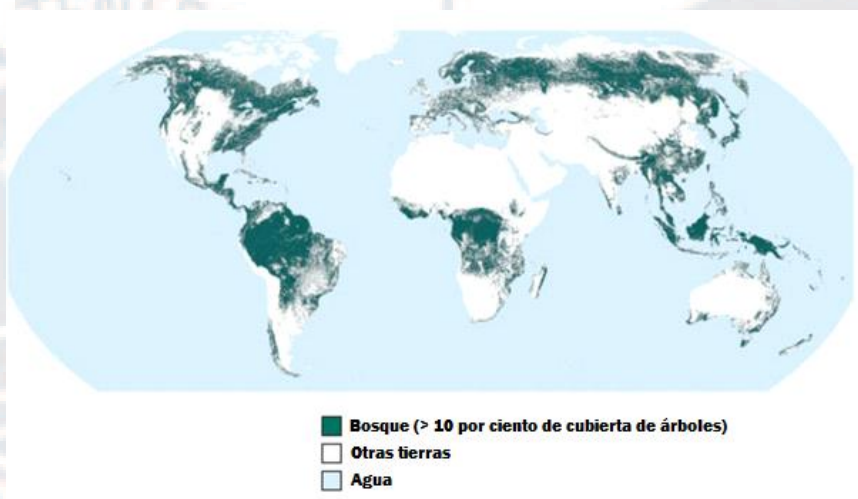 Bosque (> 10 por ciento de cubierta de árboles)
Otras tierras
Agua